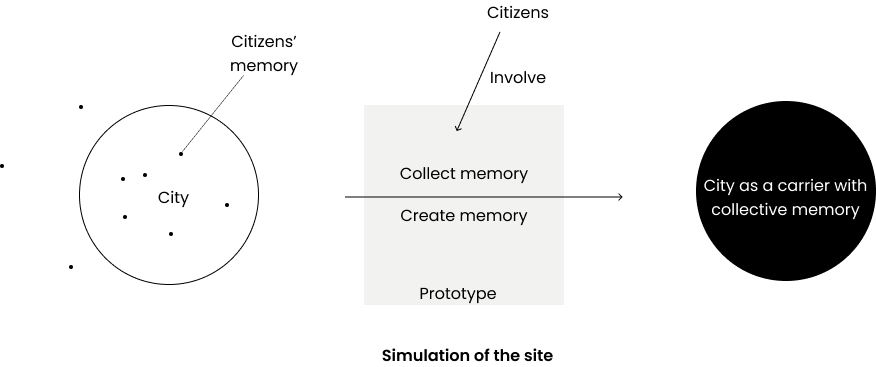 Citizens’
memory
City
Citizens
Involve
Collect memory
Create memory
Prototype
Simulation of the site
City as a carrier with
collective memory